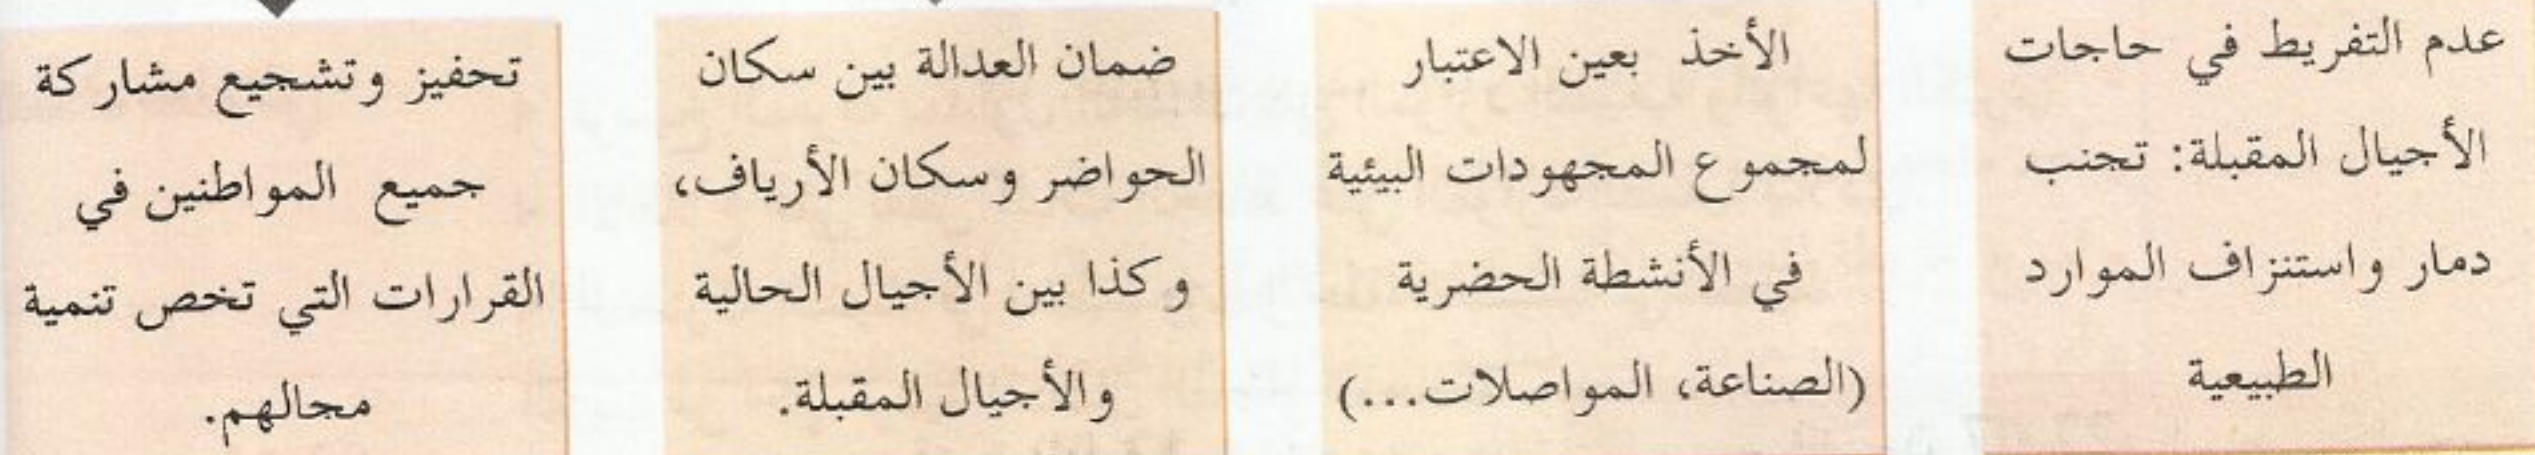 عدم التفريط في حاجات
الأجيال المقبلة: تجنب
دمار واستنزاف الموارد
الطبيعية
الأخذ بعين الاعتبار
لمجموع المجهودات البيئية
في الأنشطة الحضرية
(الصناعة، المواصلات...)
ضمان العدالة بين سكان
الحواضر وسكان الأرياف،
وكذا بين الأجيال الحالية
والأجيال المقبلة.
تحفيز وتشجيع مشاركة
جميع المواطنين في
القرارات التي تخص تنمية
مجالهم.